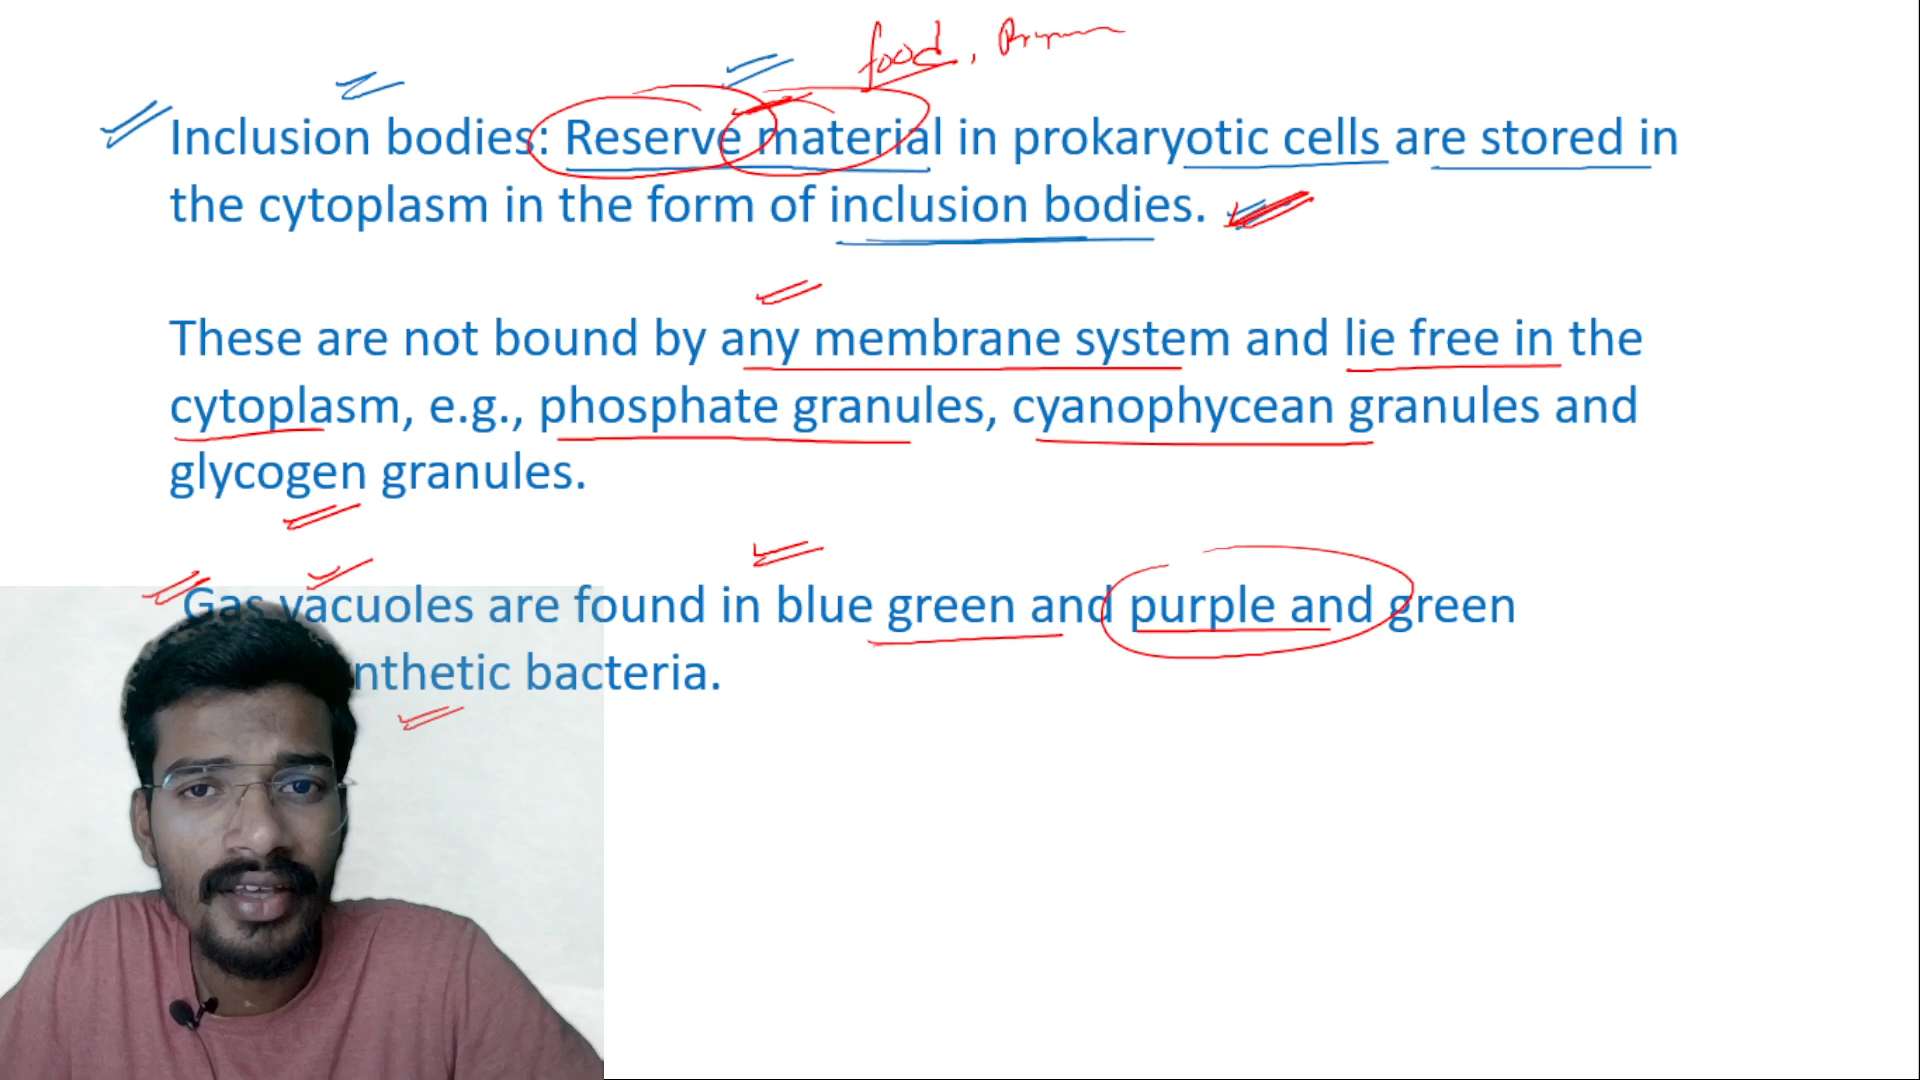 food,
Inclusion bodies: Reserve material in prokaryotic cells are stored in
the cytoplasm in the form of inclusion bodies.
These are not bound by any membrane system and lie free in the
cytoplasm, e.g., phosphate granules, cyanophycean granules and
glycogen granules.
Gas vacuoles are found in blue green and purple and green
nthetic bacteria.